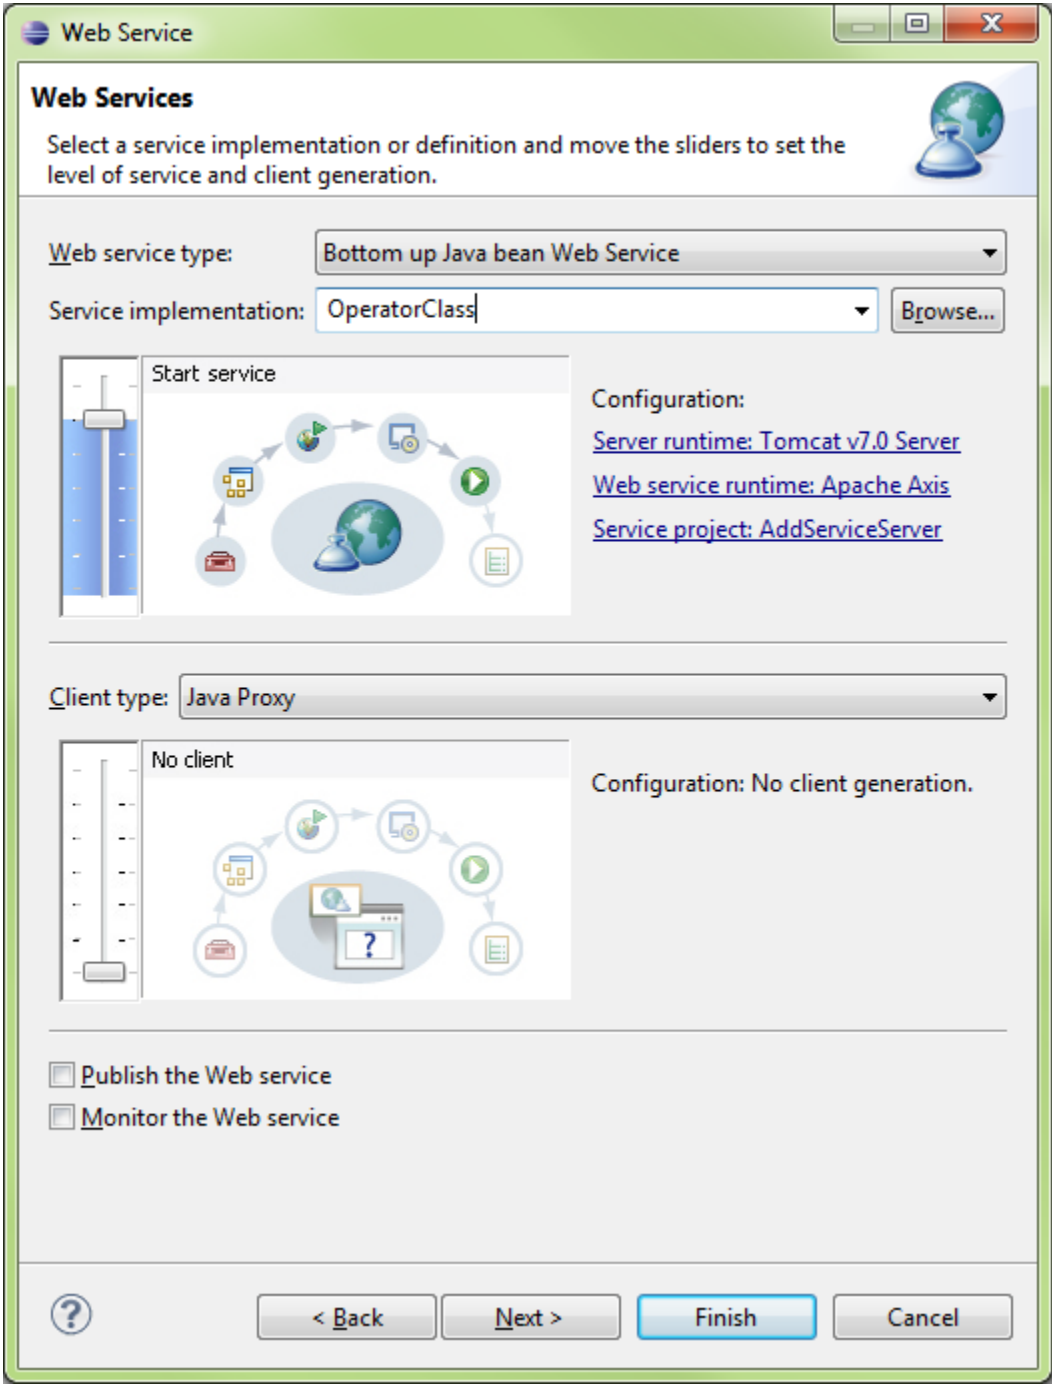 Web Service
Web Services
Select a service implementation or definition and move the sliders to set the
level of service and client generation.
Web service type: Bottom up Java bean Web Service
Service implementation: OperatorClass Browse...
Start service
Configuration:
Server runtime: Tomcat v7.0 Server
Web service runtime: Apache Axis
Service project: AddServiceServer
Client type: Java Proxy
No client
Configuration: No client generation.
?
Publish the Web service
Monitor the Web service
? < Back Next > Finish Cancel